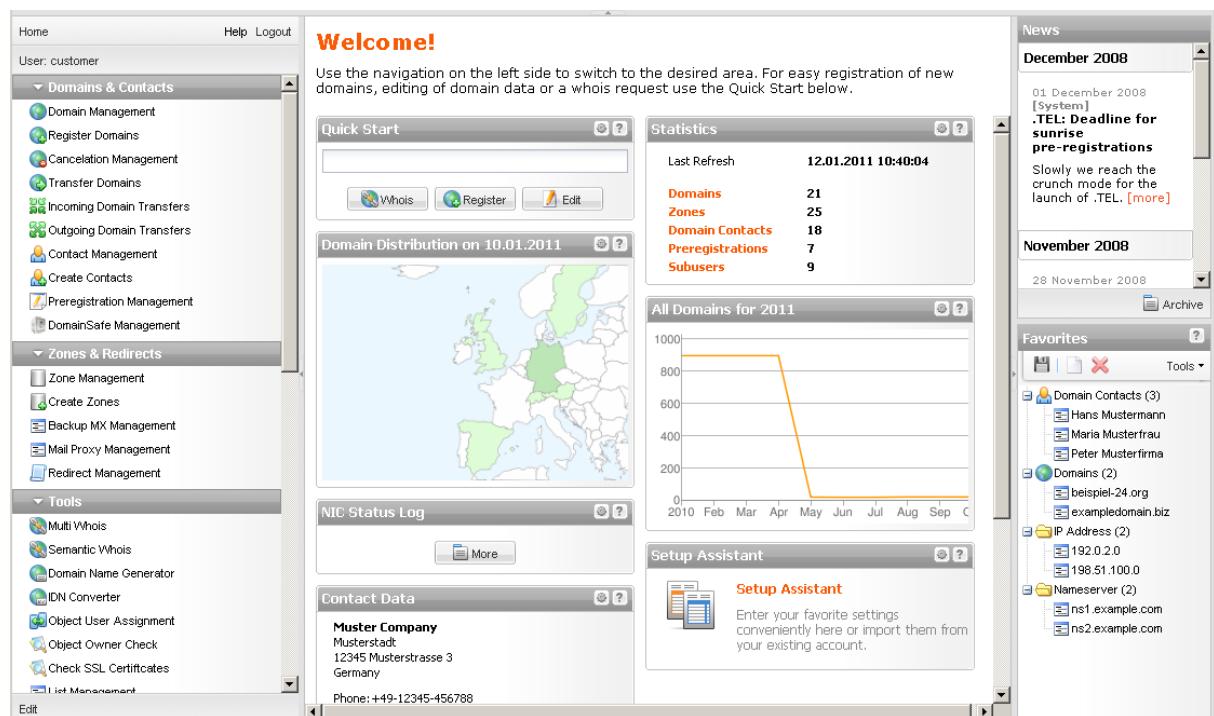 Home Help Logout
User: customer
Domains & Contacts
Domain Management
Register Domains
Cancelation Management
Transfer Domains
Incoming Domain Transfers
Outgoing Domain Transfers
Contact Management
Create Contacts
Preregistration Management
DomainSafe Management
Zones & Redirects
Zone Management
Create Zones
Backup MX Management
Mail Proxy Management
Redirect Management
Tools
Multi Whois
Semantic Whois
Domain Name Generator
IDN Converter
Object User Assignment
Object Owner Check
Check SSL Certiftcates
List Management
Edit
Welcome!
Use the navigation on the left side to switch to the desired area. For easy registration of new
domains, editing of domain data or a whois request use the Quick Start below.
Quick Start
Whois Register Edit
Domain Distribution on 10.01.2011
NIC Status Log
More
Contact Data
Muster Company
Musterstadt
12345 Musterstrasse 3
Germany
Phone: +49-12345-456788
Statistics
Last Refresh 12.01.2011 10:40:04
Domains 21
Zones 25
Domain Contacts 18
Preregistrations 7
Subusers 9
All Domains for 2011
1000
800
600
400
200
0
2010 Feb Mar Apr May Jun Jul Aug Sep
Setup Assistant
Setup Assistant
Enter your favorite settings
conveniently here or import them from
your existing account.
News
December 2008
01 December 2008
[System]
.TEL: Deadline for
sunrise
pre-registrations
Slowly we reach the
crunch mode for the
launch of .TEL. [more]
November 2008
28 November 2008
Archive
Favorites
Tools
Domain Contacts (3)
Hans Mustermann
Maria Musterfrau
Peter Musterfirma
Domains (2)
beispiel-24.org
exampledomain.biz
IP Address (2)
192.0.2.0
198.51.100.0
Nameserver (2)
ns1.example.com
ns2.example.com